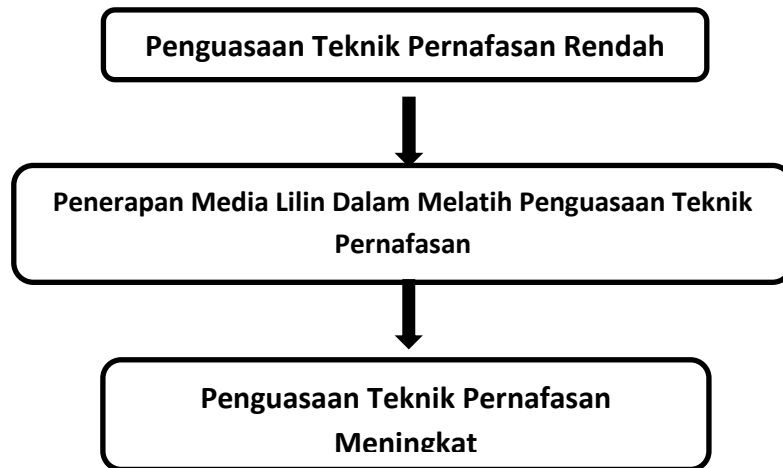 Penguasaan Teknik Pernafasan Rendah
Penerapan Media Lilin Dalam Melatih Penguasaan Teknik
Pernafasan
Penguasaan Teknik Pernafasan
Meningkat